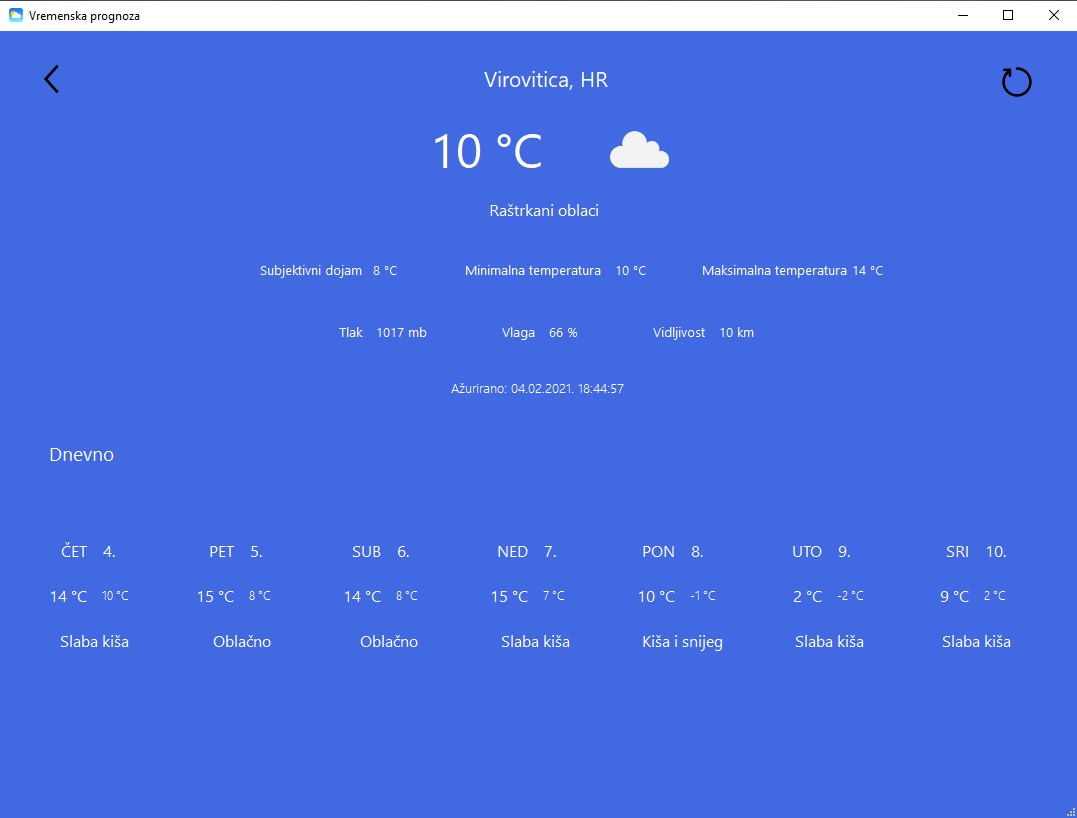 Vremenska prognoza
Virovitica, HR
10 °C
Raštrkani oblaci
Subjektivni dojam 8 °C Minimalna temperatura 10 °C Maksimalna temperatura 14 °C
Tlak 1017 mb Vlaga 66 % Vidljivost 10 km
Ažurirano: 04.02.2021. 18:44:57
Dnevno
ČET 4. PET 5. SUB 6. NED 7. PON 8. UTO 9. SRI 10.
14 °C 10 °C 15 °C 8 °C 14 °C 8 °C 15 °C 7 °C 10 °C -1 °C 2 °C -2 °C 9 °C 2 °C
Slaba kiša Oblačno Oblačno Slaba kiša Kiša i snijeg Slaba kiša Slaba kiša